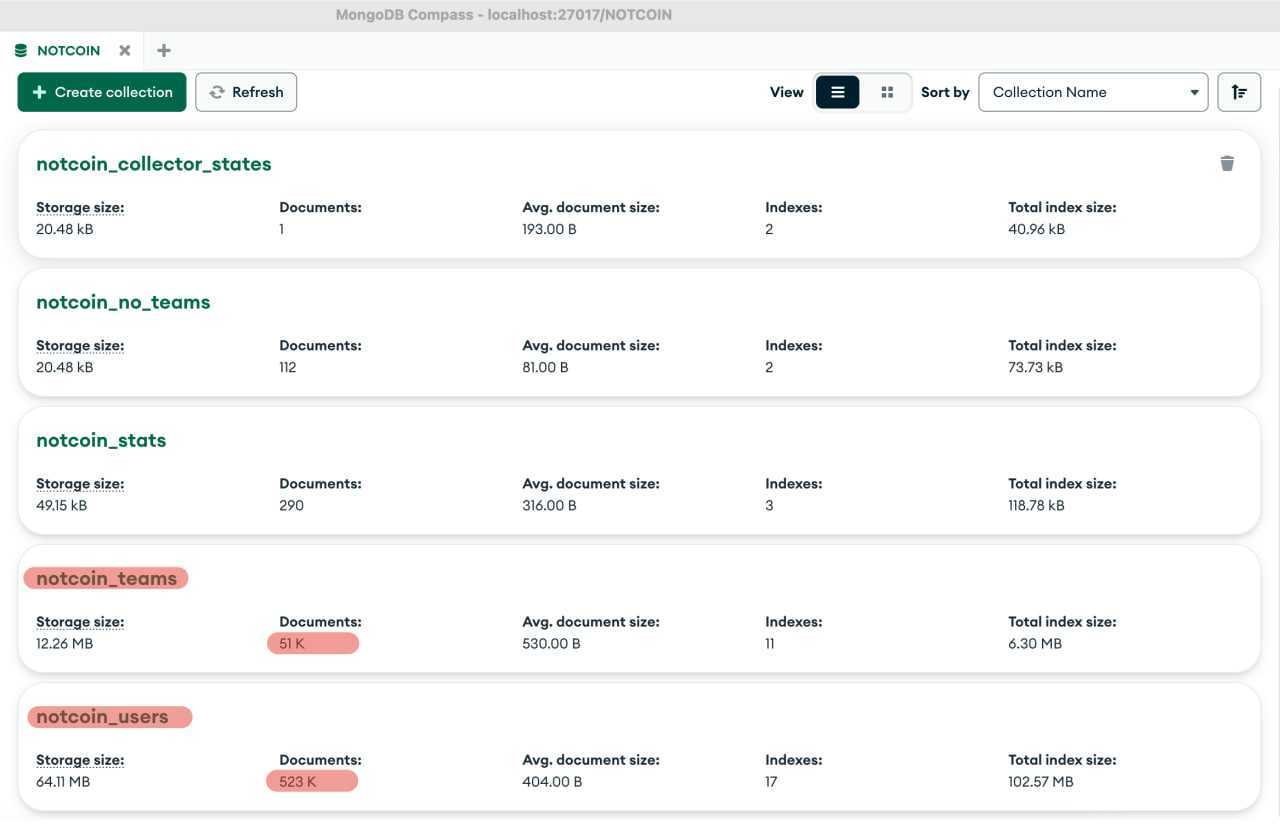 MongoDB Compass - localhost:27017/NOTCOIN
NOTCOIN
Create collection Refresh View Sort by Collection Name
notcoin_collector_states
Storage size: Documents: Avg. document size: Indexes: Total index size:
20.48 kB 1 193.00 B 2 40.96 kB
notcoin_no_teams
Storage size: Documents: Avg. document size: Indexes: Total index size:
20.48 kB 112 81.00 B 2 73.73 kB
notcoin_stats
Storage size: Documents: Avg. document size: Indexes: Total index size:
49.15 kB 290 316.00 B 3 118.78 kB
notcoin_teams
Storage size: Documents: Avg. document size: Indexes: Total index size:
12.26 MB 51 K 530.00 B 11 6.30 MB
notcoin_users
Storage size: Documents: Avg. document size: Indexes: Total index size:
64.11 MB 523 K 404.00 B 17 102.57 MB